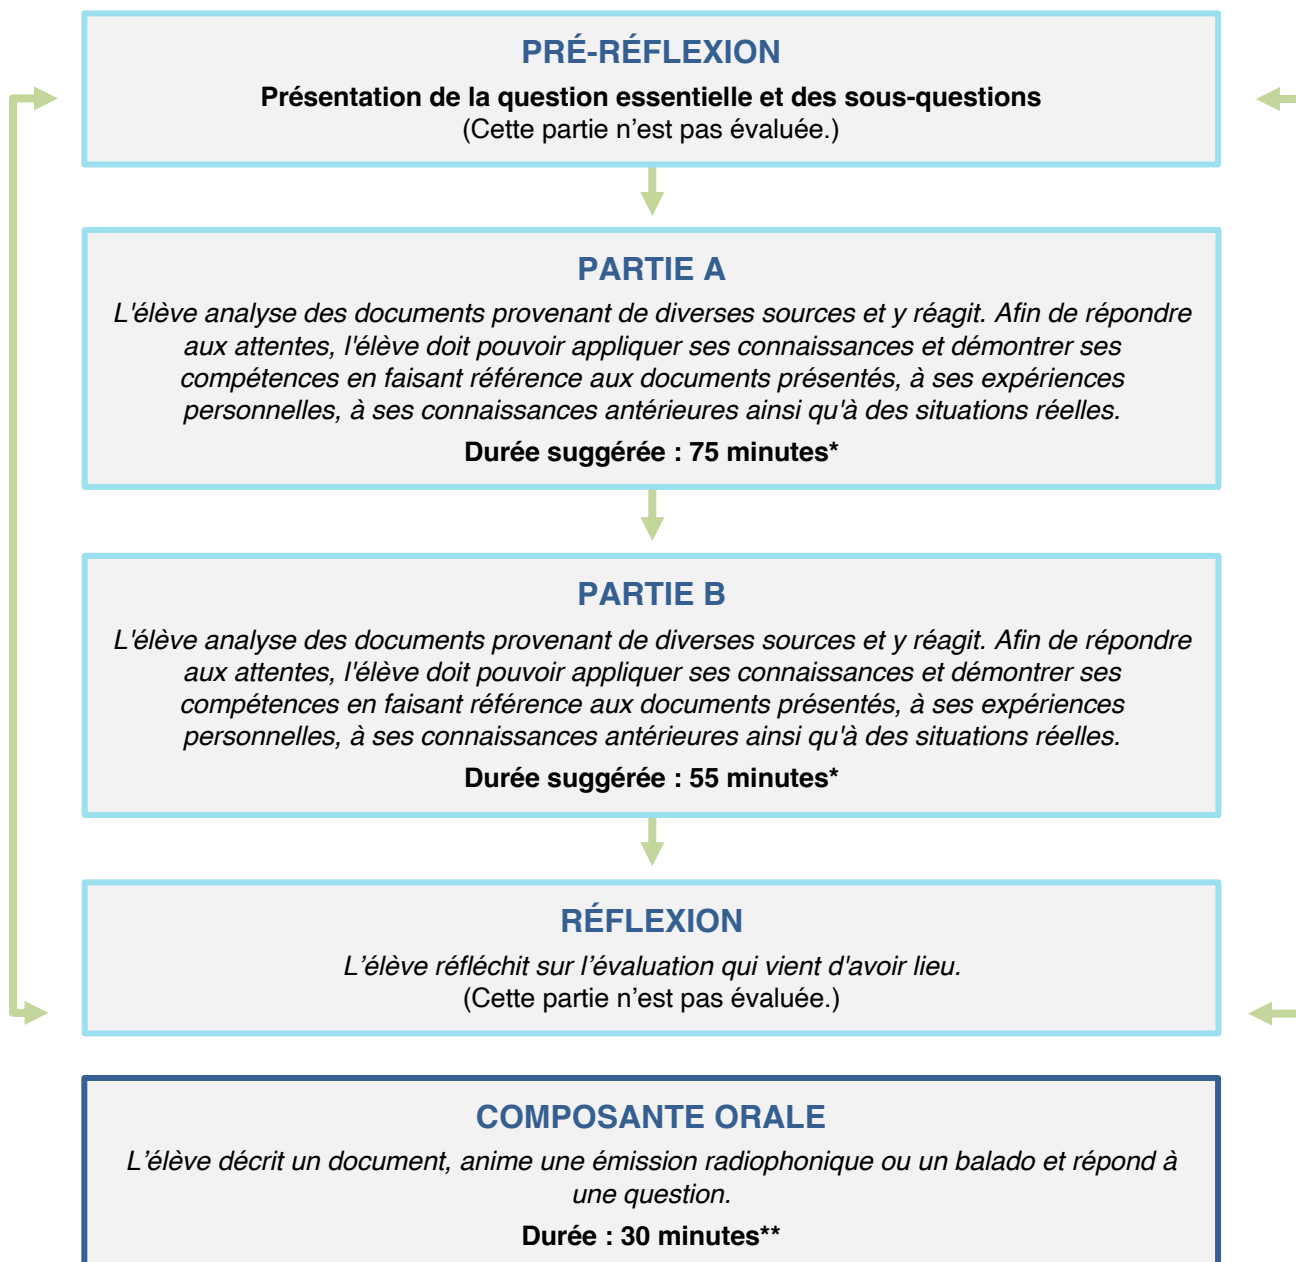 PRÉ-RÉFLEXION
Présentation de la question essentielle et des sous-questions
(Cette partie n’est pas évaluée.)
PARTIE A
L'élève analyse des documents provenant de diverses sources et y réagit. Afin de répondre
aux attentes, l'élève doit pouvoir appliquer ses connaissances et démontrer ses
compétences en faisant référence aux documents présentés, à ses expériences
personnelles, à ses connaissances antérieures ainsi qu'à des situations réelles.
Durée suggérée : 75 minutes*
PARTIE B
L'élève analyse des documents provenant de diverses sources et y réagit. Afin de répondre
aux attentes, l'élève doit pouvoir appliquer ses connaissances et démontrer ses
compétences en faisant référence aux documents présentés, à ses expériences
personnelles, à ses connaissances antérieures ainsi qu'à des situations réelles.
Durée suggérée : 55 minutes*
RÉFLEXION
L’élève réfléchit sur l’évaluation qui vient d'avoir lieu.
(Cette partie n’est pas évaluée.)
COMPOSANTE ORALE
L’élève décrit un document, anime une émission radiophonique ou un balado et répond à
une question.
Durée : 30 minutes**